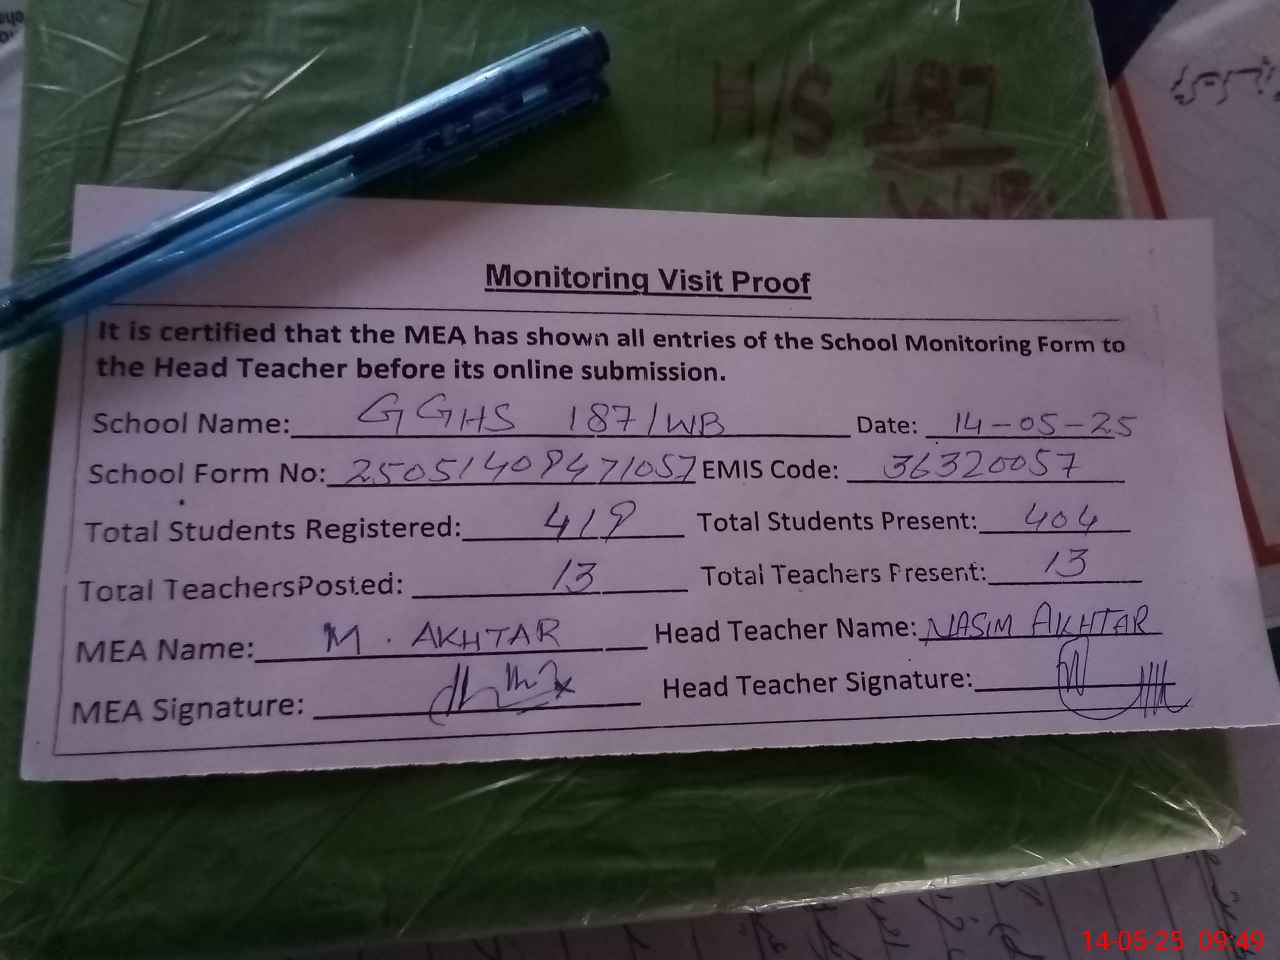 H/S 187
W/B.
Monitoring Visit Proof
It is certified that the MEA has shown all entries of the School Monitoring Form to
the Head Teacher before its online submission.
School Name: GGHS 187/WB Date: 14-05-25
School Form No: 25051409471057 EMIS Code: 36320057
Total Students Registered: 419 Total Students Present: 404
Total TeachersPosted: 13 Total Teachers Present: 13
MEA Name: M. AKHTAR Head Teacher Name: NASIM AKHTAR
MEA Signature: Head Teacher Signature:
14-05-25 09:49